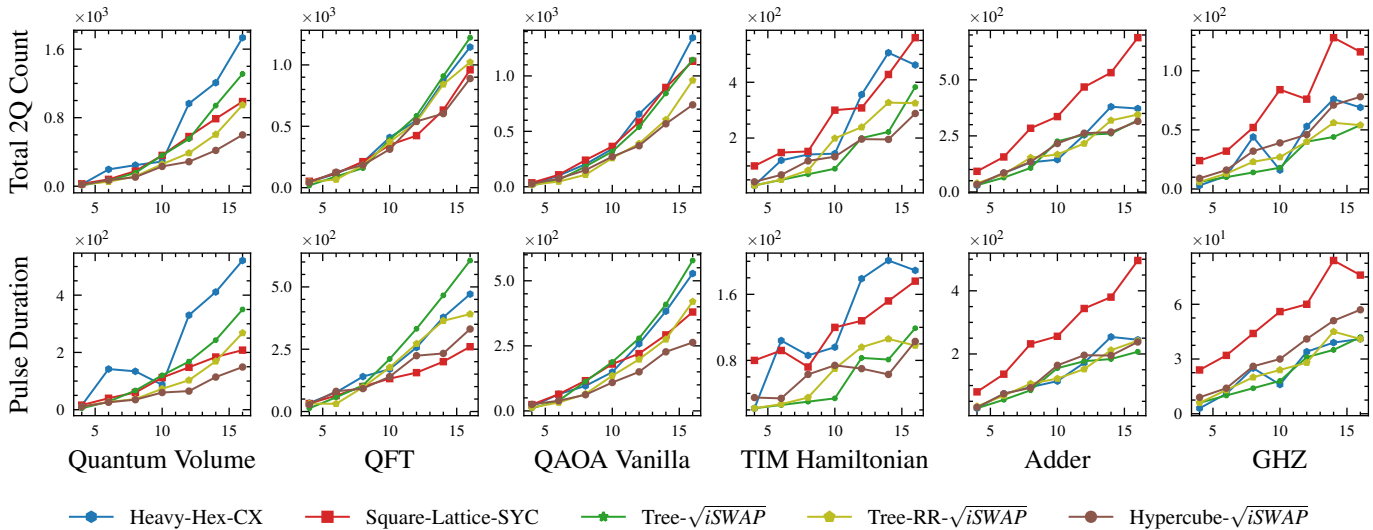 ×10³ ×10³ ×10³ ×10² ×10² ×10²
Total 2Q Count
1.6
1.2
0.8
0.4
0.0
5 10 15
1.0
0.5
0.0
5 10 15
1.0
0.5
0.0
5 10 15
4
2
5 10 15
5.0
2.5
0.0
5 10 15
1.0
0.5
0.0
5 10 15
×10² ×10² ×10² ×10² ×10² ×10¹
Pulse Duration
4
2
0
5 10 15
5.0
2.5
0.0
5 10 15
5.0
2.5
0.0
5 10 15
1.6
0.8
5 10 15
4
2
5 10 15
6
3
0
5 10 15
Quantum Volume QFT QAOA Vanilla TIM Hamiltonian Adder GHZ
Heavy-Hex-CX Square-Lattice-SYC Tree-√iSWAP Tree-RR-√iSWAP Hypercube-√iSWAP